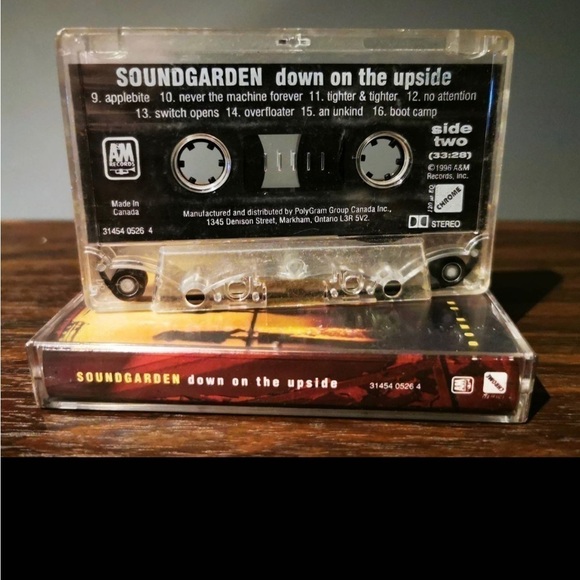 SOUNDGARDEN down on the upside
9. applebite 10. never the machine forever 11. tighter & tighter 12. no attention
13. switch opens 14. overfloater 15. an unkind 16. boot camp
side
two
(33:28)
A&M
RECORDS
© 1996 A&M
Records, Inc.
Made In
Canada
CHROME
Manufactured and distributed by PolyGram Group Canada Inc.,
1345 Denison Street, Markham, Ontario L3R 5V2.
31454 0526 4
STEREO
SOUNDGARDEN down on the upside
31454 0526 4
A&M